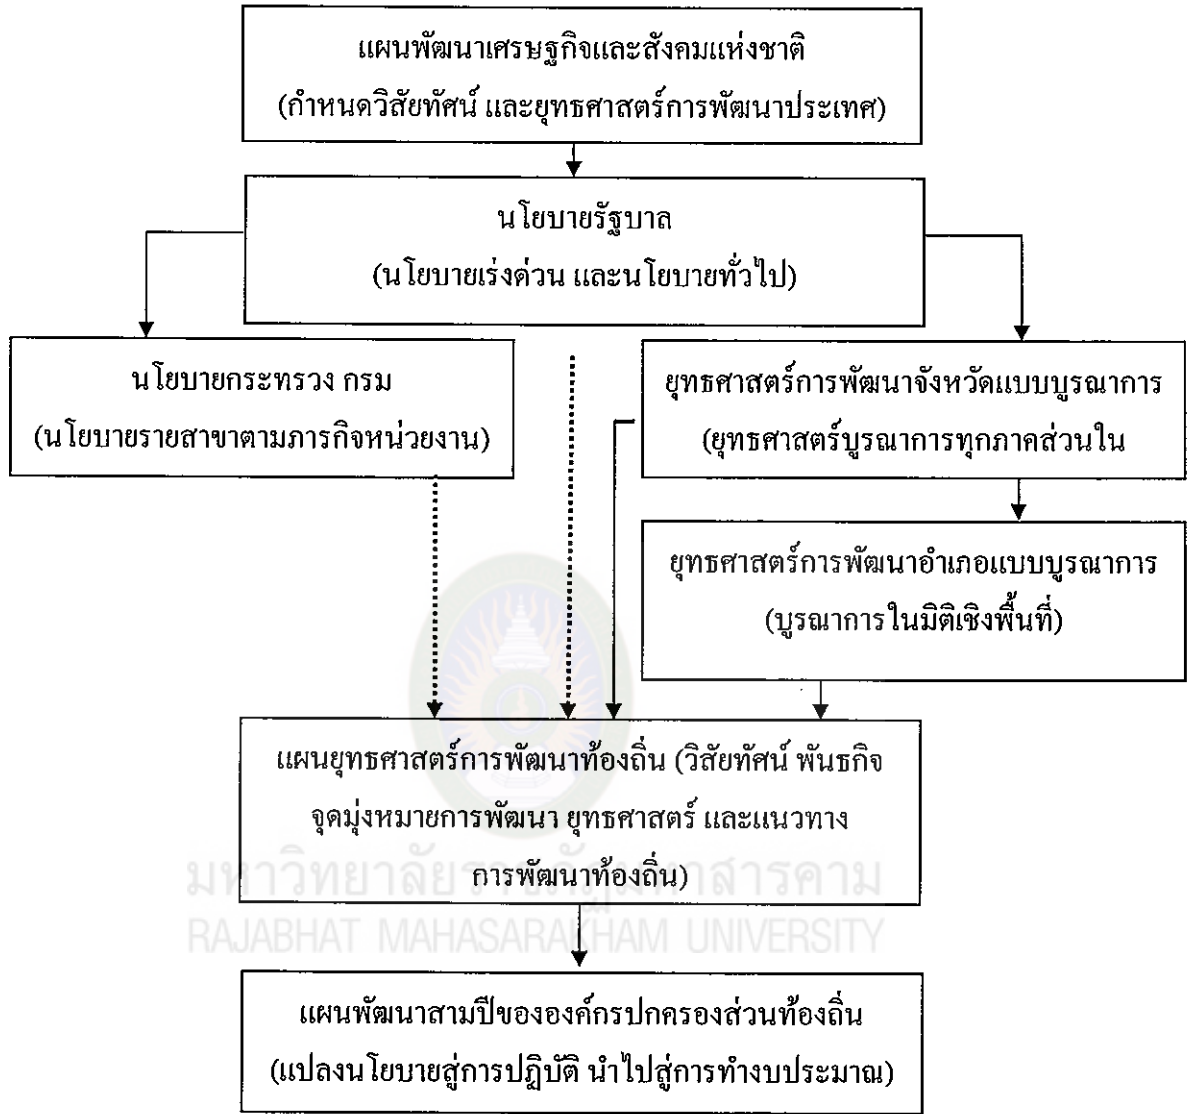 แผนพัฒนาเศรษฐกิจและสังคมแห่งชาติ
(กำหนดวิสัยทัศน์ และยุทธศาสตร์การพัฒนาประเทศ)
นโยบายรัฐบาล
(นโยบายเร่งด่วน และนโยบายทั่วไป)
นโยบายกระทรวง กรม
(นโยบายรายสาขาตามภารกิจหน่วยงาน)
ยุทธศาสตร์การพัฒนาจังหวัดแบบบูรณาการ
(ยุทธศาสตร์บูรณาการทุกภาคส่วนใน
ยุทธศาสตร์การพัฒนาอำเภอแบบบูรณาการ
(บูรณาการในมิติเชิงพื้นที่)
แผนยุทธศาสตร์การพัฒนาท้องถิ่น (วิสัยทัศน์ พันธกิจ
จุดมุ่งหมายการพัฒนา ยุทธศาสตร์ และแนวทาง
การพัฒนาท้องถิ่น)
มหาวิทยาลัยราชภัฏมหาสารคาม
RAJABHAT MAHASARAKHAM UNIVERSITY
แผนพัฒนาสามปีขององค์กรปกครองส่วนท้องถิ่น
(แปลงนโยบายสู่การปฏิบัติ นำไปสู่การทำงบประมาณ)